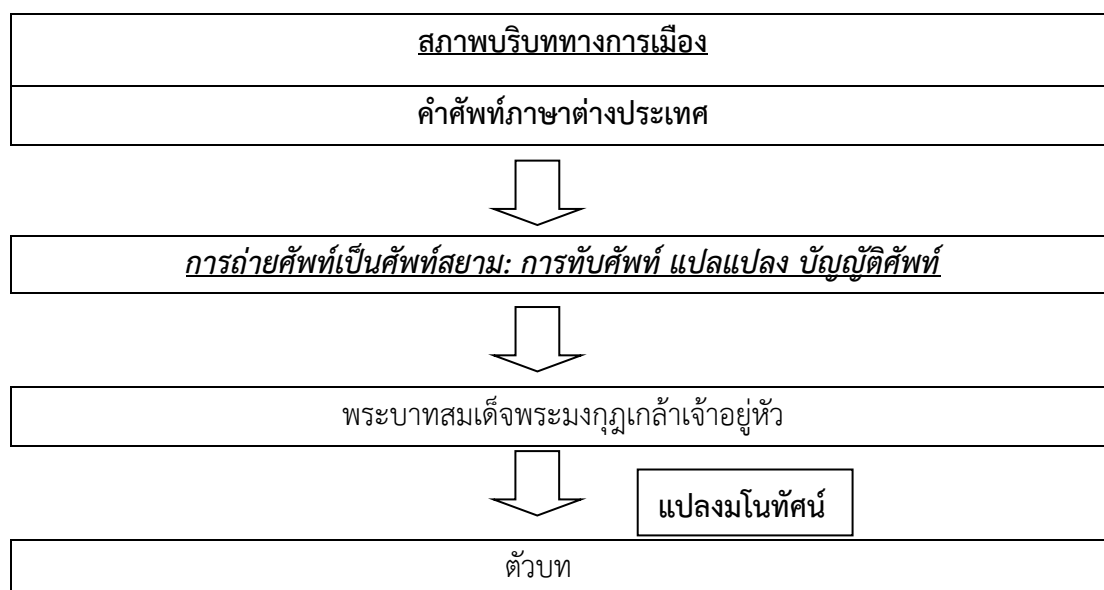 สภาพบริบททางการเมือง
คำศัพท์ภาษาต่างประเทศ
การถ่ายศัพท์เป็นศัพท์สยาม: การทับศัพท์ แปลแปลง บัญญัติศัพท์
พระบาทสมเด็จพระมงกุฎเกล้าเจ้าอยู่หัว
แปลงมโนทัศน์
ตัวบท